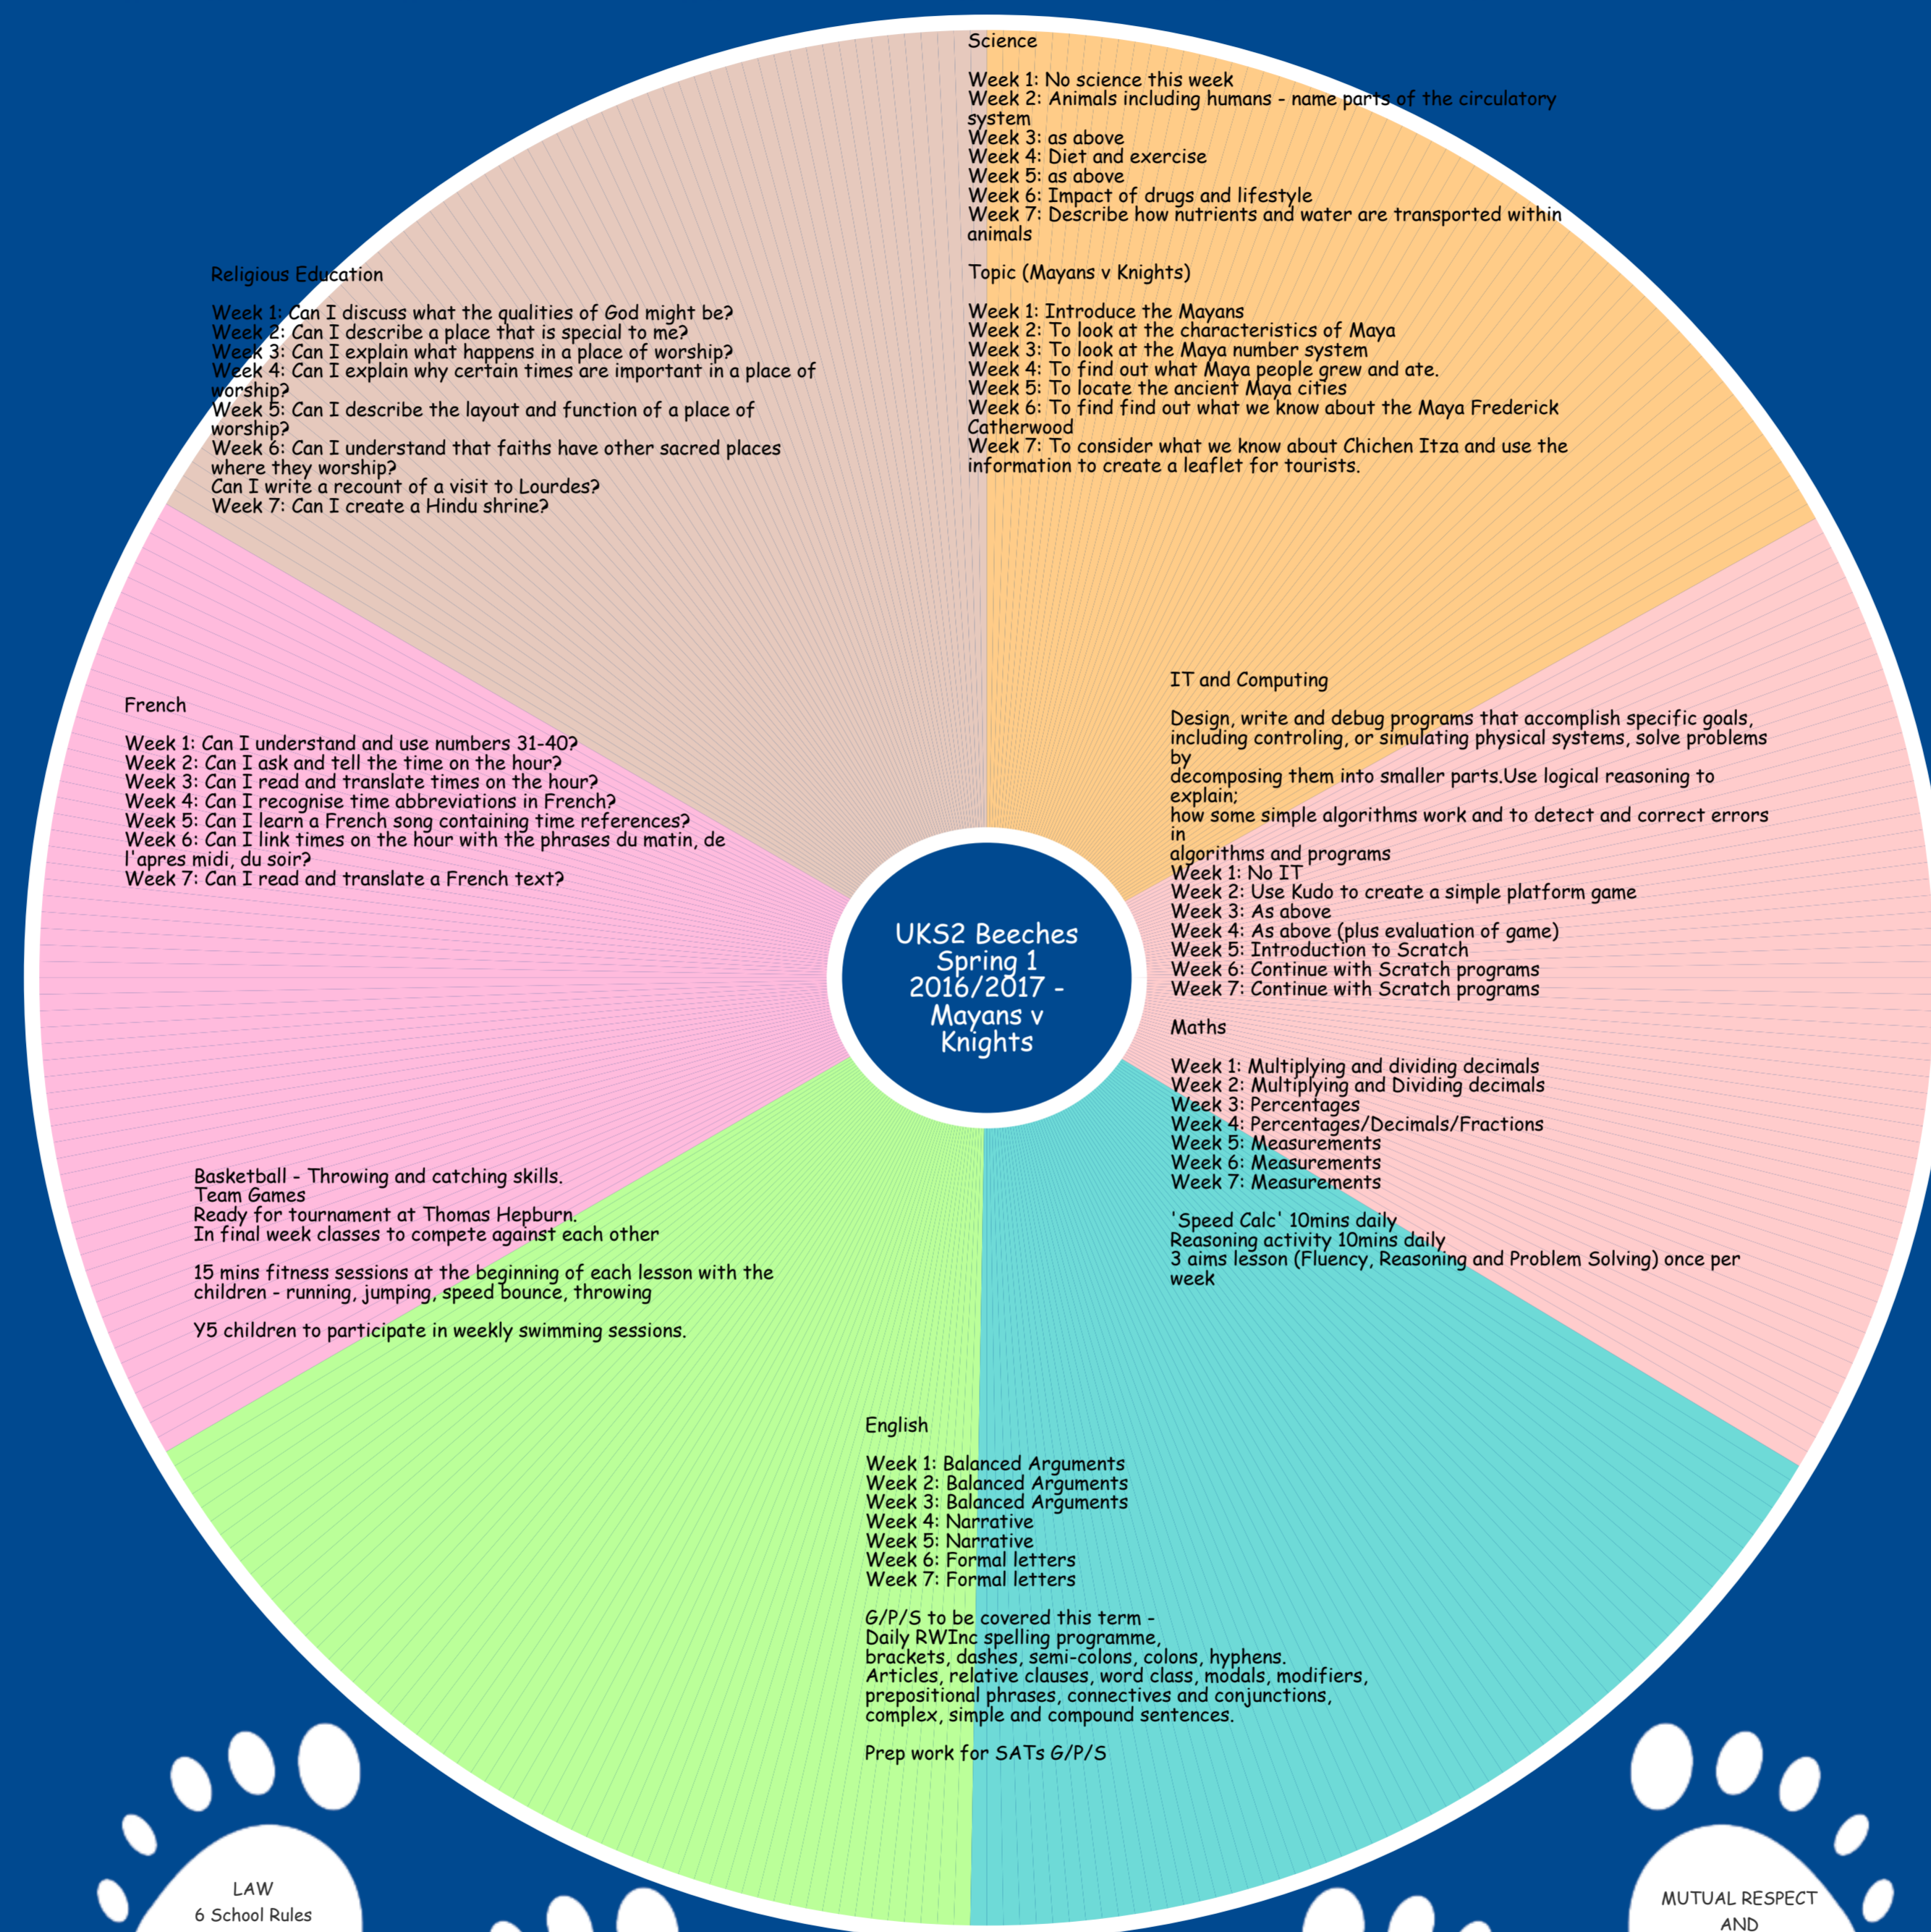 Science
Week 1: No science this week
Week 2: Animals including humans - name parts of the circulatory
system
Week 3: as above
Week 4: Diet and exercise
Week 5: as above
Week 6: Impact of drugs and lifestyle
Week 7: Describe how nutrients and water are transported within
animals
Topic (Mayans v Knights)
Week 1: Introduce the Mayans
Week 2: To look at the characteristics of Maya
Week 3: To look at the Maya number system
Week 4: To find out what Maya people grew and ate.
Week 5: To locate the ancient Maya cities
Week 6: To find find out what we know about the Maya Frederick
Catherwood
Week 7: To consider what we know about Chichen Itza and use the
information to create a leaflet for tourists.
Religious Education
Week 1: Can I discuss what the qualities of God might be?
Week 2: Can I describe a place that is special to me?
Week 3: Can I explain what happens in a place of worship?
Week 4: Can I explain why certain times are important in a place of
worship?
Week 5: Can I describe the layout and function of a place of
worship?
Week 6: Can I understand that faiths have other sacred places
where they worship?
Can I write a recount of a visit to Lourdes?
Week 7: Can I create a Hindu shrine?
IT and Computing
Design, write and debug programs that accomplish specific goals,
including controling, or simulating physical systems, solve problems
by
decomposing them into smaller parts.Use logical reasoning to
explain;
how some simple algorithms work and to detect and correct errors
in
algorithms and programs
Week 1: No IT
Week 2: Use Kudo to create a simple platform game
Week 3: As above
Week 4: As above (plus evaluation of game)
Week 5: Introduction to Scratch
Week 6: Continue with Scratch programs
Week 7: Continue with Scratch programs
Maths
Week 1: Multiplying and dividing decimals
Week 2: Multiplying and Dividing decimals
Week 3: Percentages
Week 4: Percentages/Decimals/Fractions
Week 5: Measurements
Week 6: Measurements
Week 7: Measurements
'Speed Calc' 10mins daily
Reasoning activity 10mins daily
3 aims lesson (Fluency, Reasoning and Problem Solving) once per
week
French
Week 1: Can I understand and use numbers 31-40?
Week 2: Can I ask and tell the time on the hour?
Week 3: Can I read and translate times on the hour?
Week 4: Can I recognise time abbreviations in French?
Week 5: Can I learn a French song containing time references?
Week 6: Can I link times on the hour with the phrases du matin, de
l'apres midi, du soir?
Week 7: Can I read and translate a French text?
UKS2 Beeches
Spring 1
2016/2017 -
Mayans v
Knights
Basketball - Throwing and catching skills.
Team Games
Ready for tournament at Thomas Hepburn.
In final week classes to compete against each other
15 mins fitness sessions at the beginning of each lesson with the
children - running, jumping, speed bounce, throwing
Y5 children to participate in weekly swimming sessions.
English
Week 1: Balanced Arguments
Week 2: Balanced Arguments
Week 3: Balanced Arguments
Week 4: Narrative
Week 5: Narrative
Week 6: Formal letters
Week 7: Formal letters
G/P/S to be covered this term -
Daily RWInc spelling programme,
brackets, dashes, semi-colons, colons, hyphens.
Articles, relative clauses, word class, modals, modifiers,
prepositional phrases, connectives and conjunctions,
complex, simple and compound sentences.
Prep work for SATs G/P/S
LAW
6 School Rules
MUTUAL RESPECT
AND